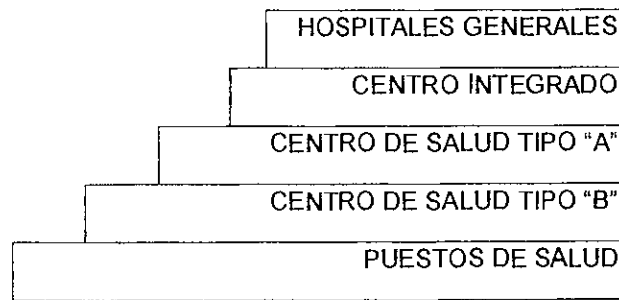 HOSPITALES GENERALES
CENTRO INTEGRADO
CENTRO DE SALUD TIPO "A"
CENTRO DE SALUD TIPO "B"
PUESTOS DE SALUD